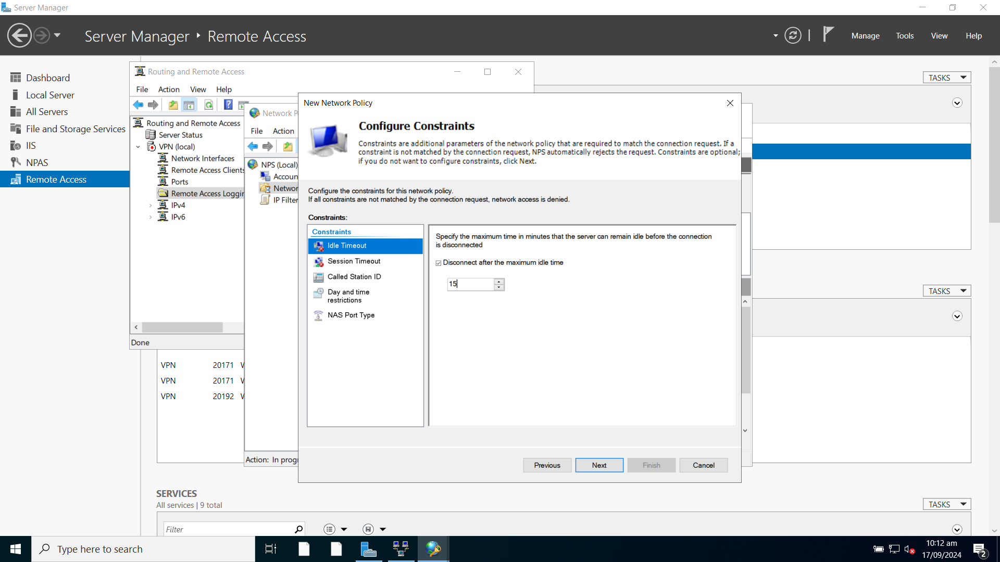 Server Manager
Server Manager ‣ Remote Access
Manage
Tools
View
Help
Dashboard
Local Server
All Servers
File and Storage Services
IIS
NPAS
Remote Access
Routing and Remote Access
File
Action
View
Help
Routing and Remote Access
Server Status
VPN (local)
Network Interfaces
Remote Access Clients
Ports
Remote Access Loggin
IPv4
IPv6
Done
Network P
File
Action
NPS (Local)
Accoun
Networ
IP Filter
Action: In progr
New Network Policy
Configure Constraints
Constraints are additional parameters of the network policy that are required to match the connection request. If a
constraint is not matched by the connection request, NPS automatically rejects the request. Constraints are optional;
if you do not want to configure constraints, click Next.
Configure the constraints for this network policy.
If all constraints are not matched by the connection request, network access is denied.
Constraints:
Constraints
Idle Timeout
Session Timeout
Called Station ID
Day and time
restrictions
NAS Port Type
Specify the maximum time in minutes that the server can remain idle before the connection
is disconnected
Disconnect after the maximum idle time
15
Previous
Next
Finish
Cancel
TASKS
TASKS
VPN 20171
VPN 20171
VPN 20192
SERVICES
All services | 9 total
TASKS
Filter
Type here to search
10:12 am
17/09/2024
2